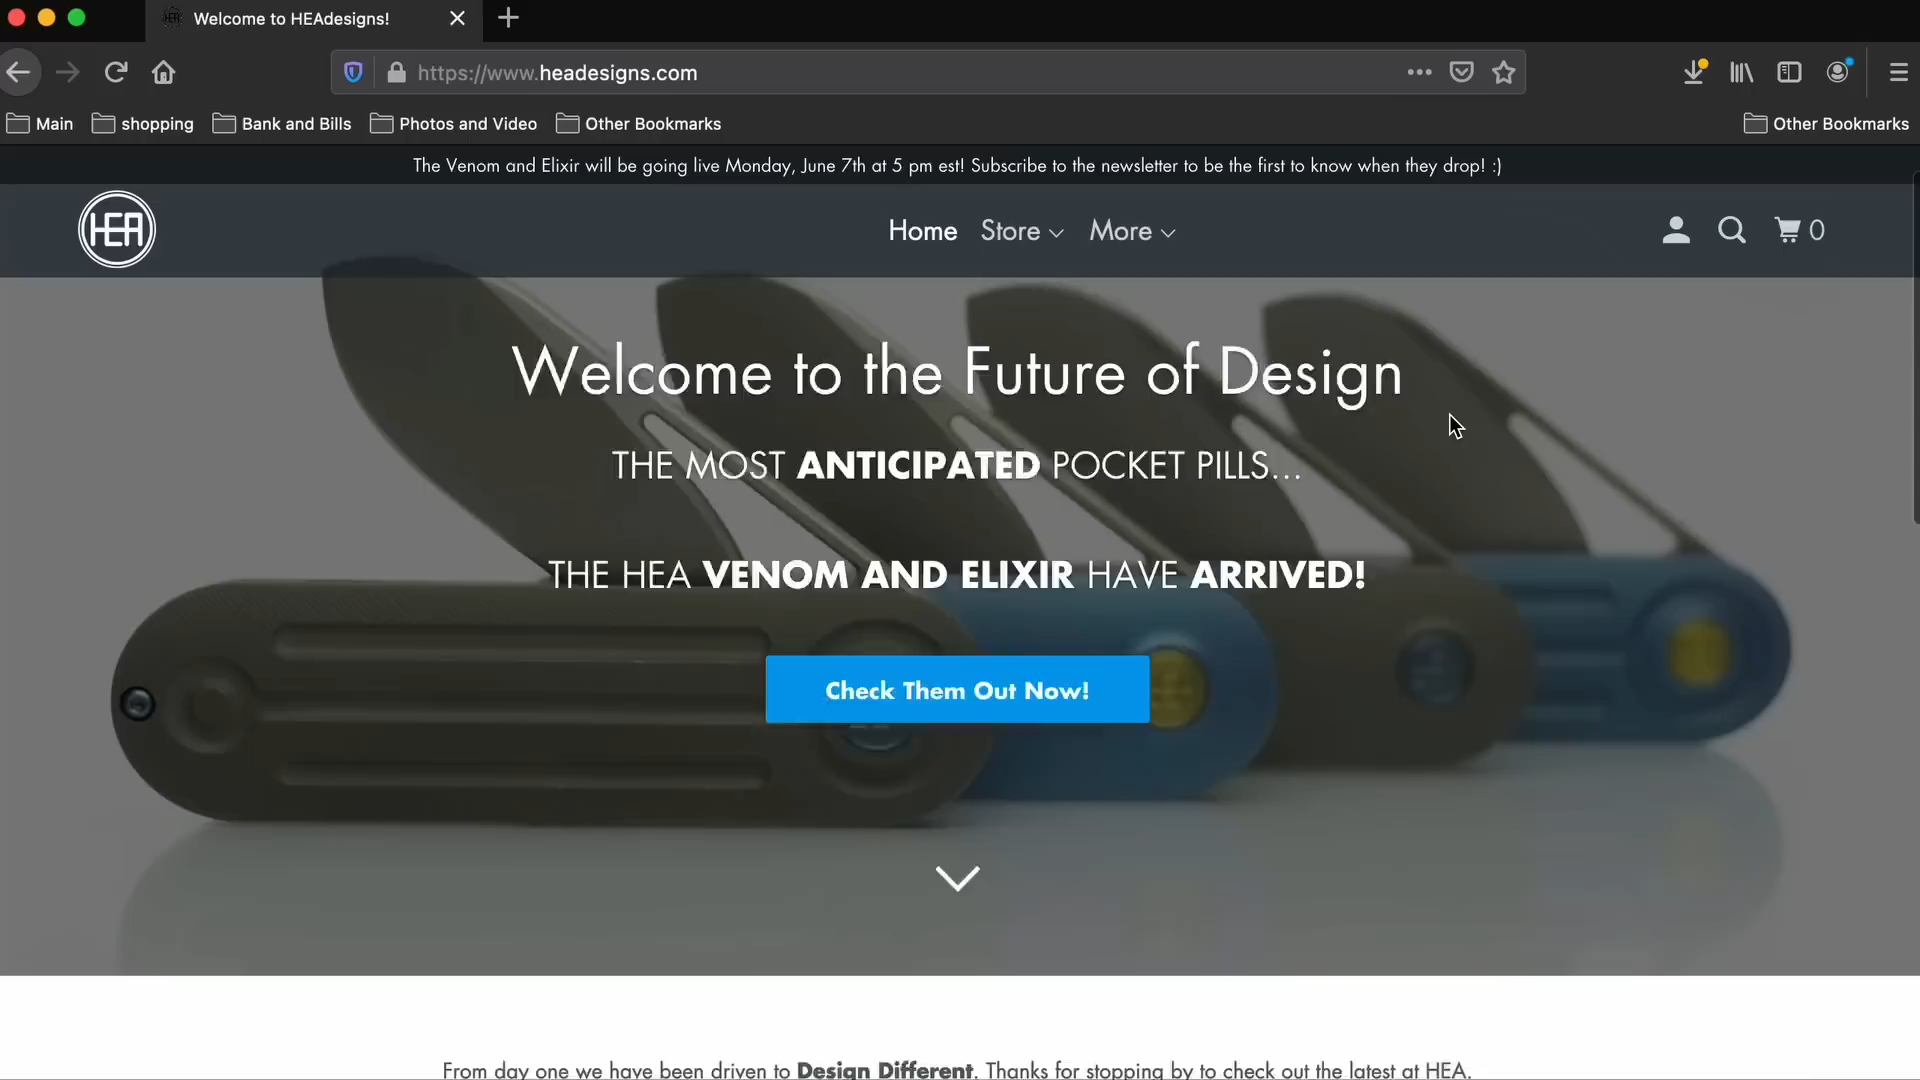 Welcome to HEAdesigns!
https://www.headesigns.com
Main shopping Bank and Bills Photos and Video Other Bookmarks Other Bookmarks
The Venom and Elixir will be going live Monday, June 7th at 5 pm est! Subscribe to the newsletter to be the first to know when they drop! :)
HEA Home Store More 0
Welcome to the Future of Design
THE MOST ANTICIPATED POCKET PILLS...
THE HEA VENOM AND ELIXIR HAVE ARRIVED!
Check Them Out Now!
From day one we have been driven to Design Different. Thanks for stopping by to check out the latest at HEA.